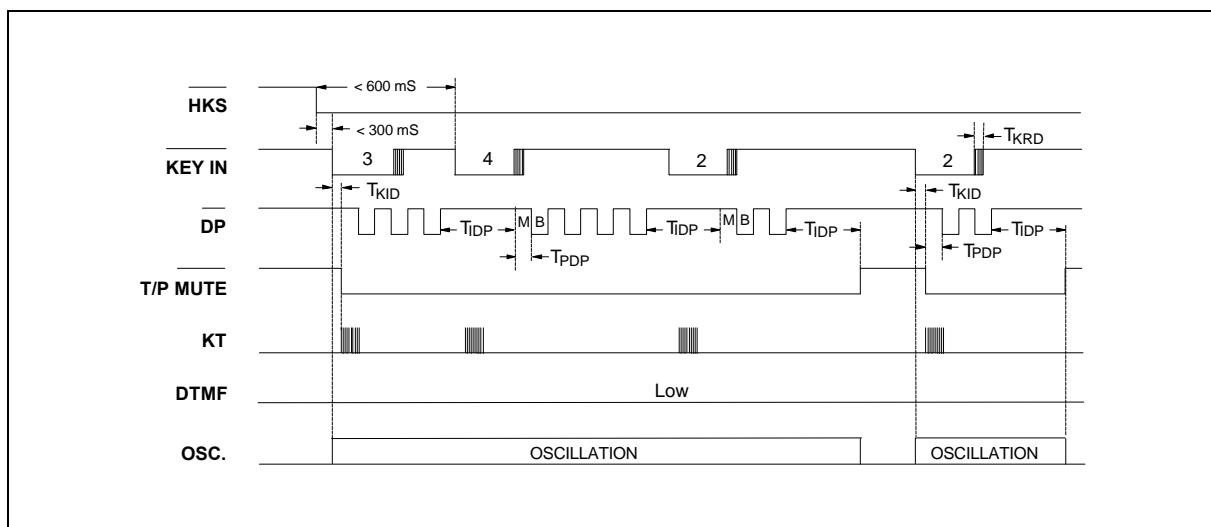 < 600 mS
HKS
< 300 mS
TKRD
KEY IN
3
4
2
2
TKID
TKID
DP
M B
TIDP
TIDP
M B
TIDP
TIDP
TPDP
TPDP
T/P MUTE
KT
DTMF
Low
OSC.
OSCILLATION
OSCILLATION